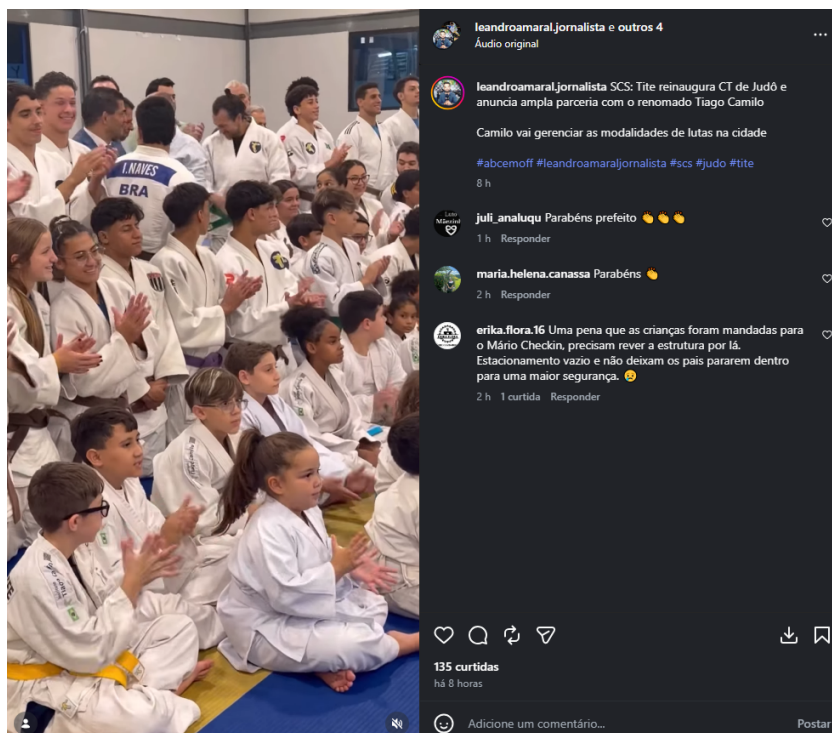 leandroamaral.jornalista e outros 4
Áudio original
leandroamaral.jornalista SCS: Tite reinaugura CT de Judô e
anuncia ampla parceria com o renomado Tiago Camilo
Camilo vai gerenciar as modalidades de lutas na cidade
#abcemoff #leandroamaraljornalista #scs #judo #tite
8 h
juli_analuqu Parabéns prefeito 👏👏👏
1 h Responder
maria.helena.canassa Parabéns 👏
2 h Responder
erika.flora.16 Uma pena que as crianças foram mandadas para
o Mário Checkin, precisam rever a estrutura por lá.
Estacionamento vazio e não deixam os pais pararem dentro
para uma maior segurança. 😢
2 h 1 curtida Responder
135 curtidas
há 8 horas
Adicione um comentário... Postar
I.NAVES
BRA